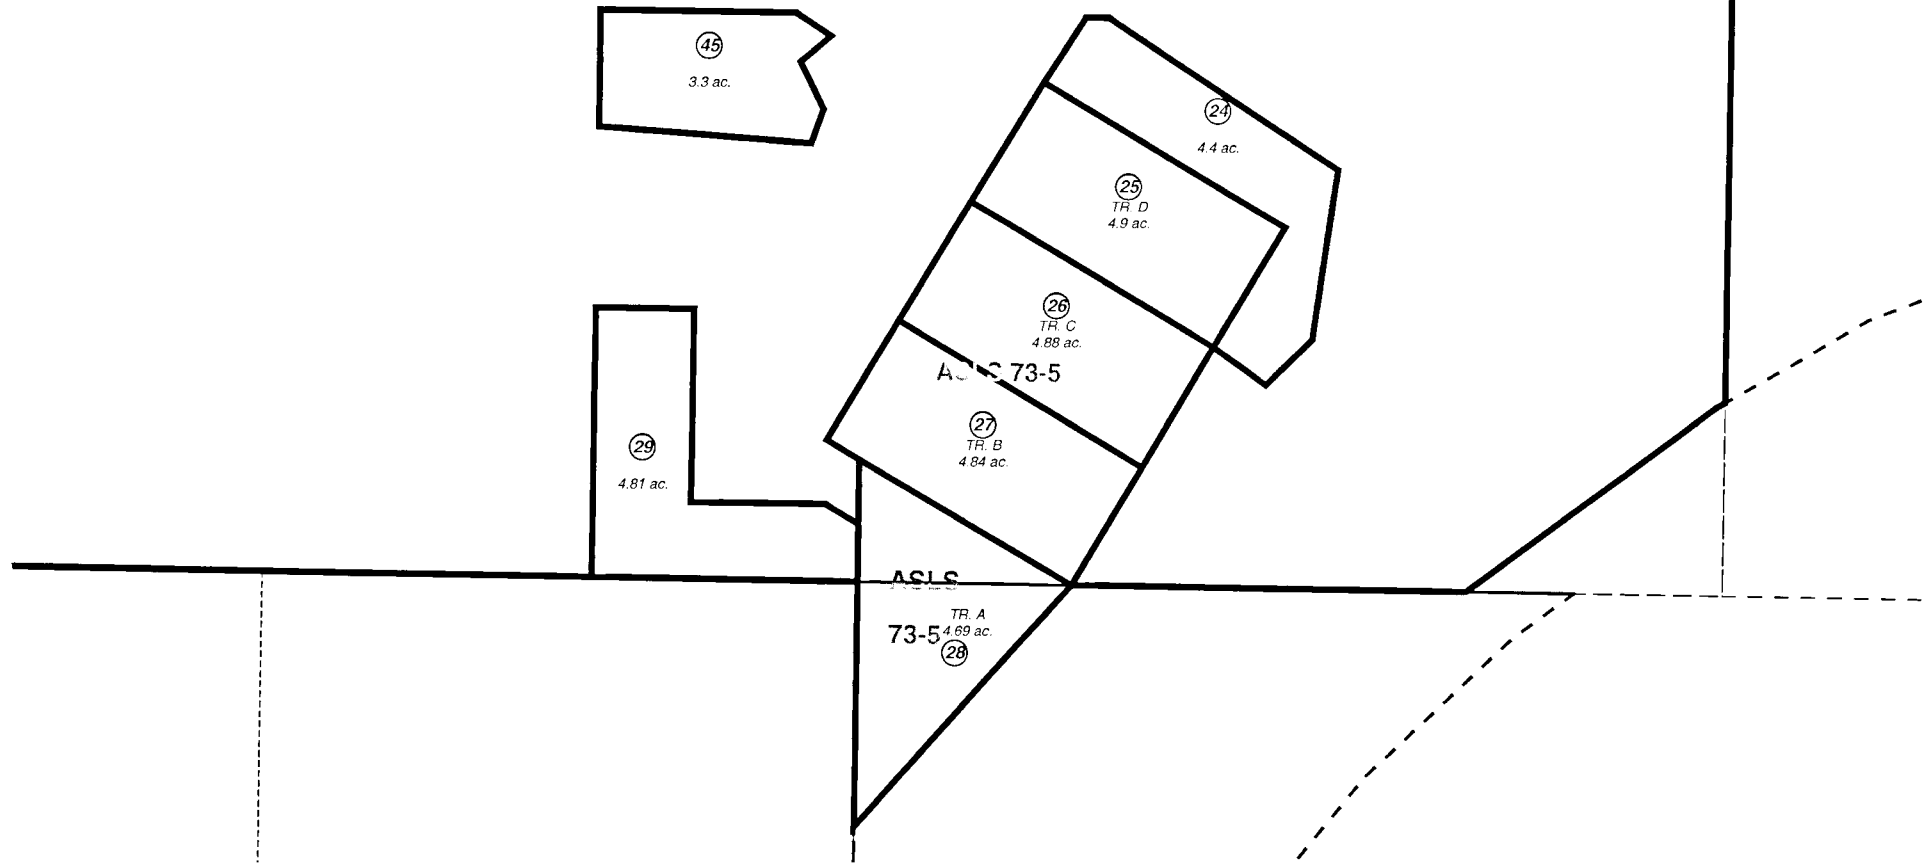 45
3.3 ac.
24
4.4 ac.
25
TR. D
4.9 ac.
26
TR. C
4.88 ac.
ASLS 73-5
27
TR. B
4.84 ac.
29
4.81 ac.
ASLS
73-5
TR. A
4.69 ac.
28